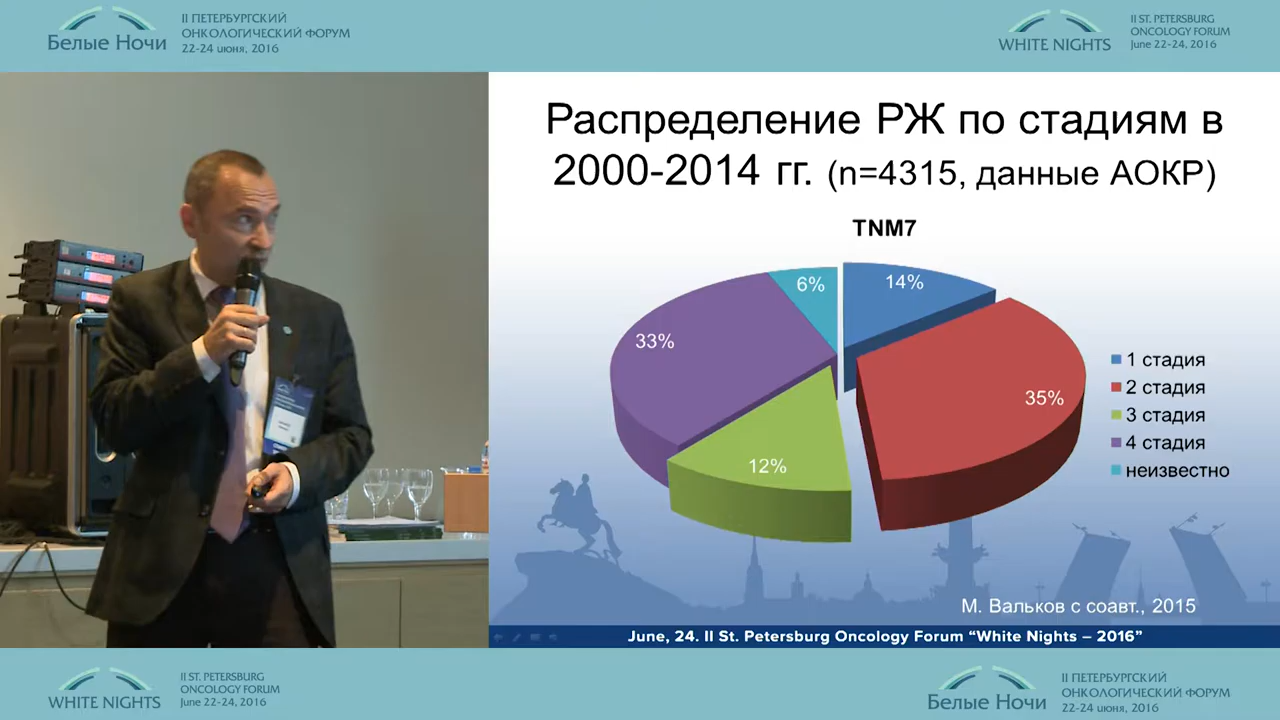 Белые Ночи
II ПЕТЕРБУРГСКИЙ
ОНКОЛОГИЧЕСКИЙ ФОРУМ
22-24 июня, 2016
WHITE NIGHTS
II ST. PETERSBURG
ONCOLOGY FORUM
June 22-24, 2016
Распределение РЖ по стадиям в
2000-2014 гг. (n=4315, данные АОКР)
TNM7
6%
14%
33%
35%
12%
1 стадия
2 стадия
3 стадия
4 стадия
неизвестно
М. Вальков с соавт., 2015
June, 24. II St. Petersburg Oncology Forum “White Nights – 2016”
WHITE NIGHTS
II ST. PETERSBURG
ONCOLOGY FORUM
June 22-24, 2016
Белые Ночи
II ПЕТЕРБУРГСКИЙ
ОНКОЛОГИЧЕСКИЙ ФОРУМ
22-24 июня, 2016